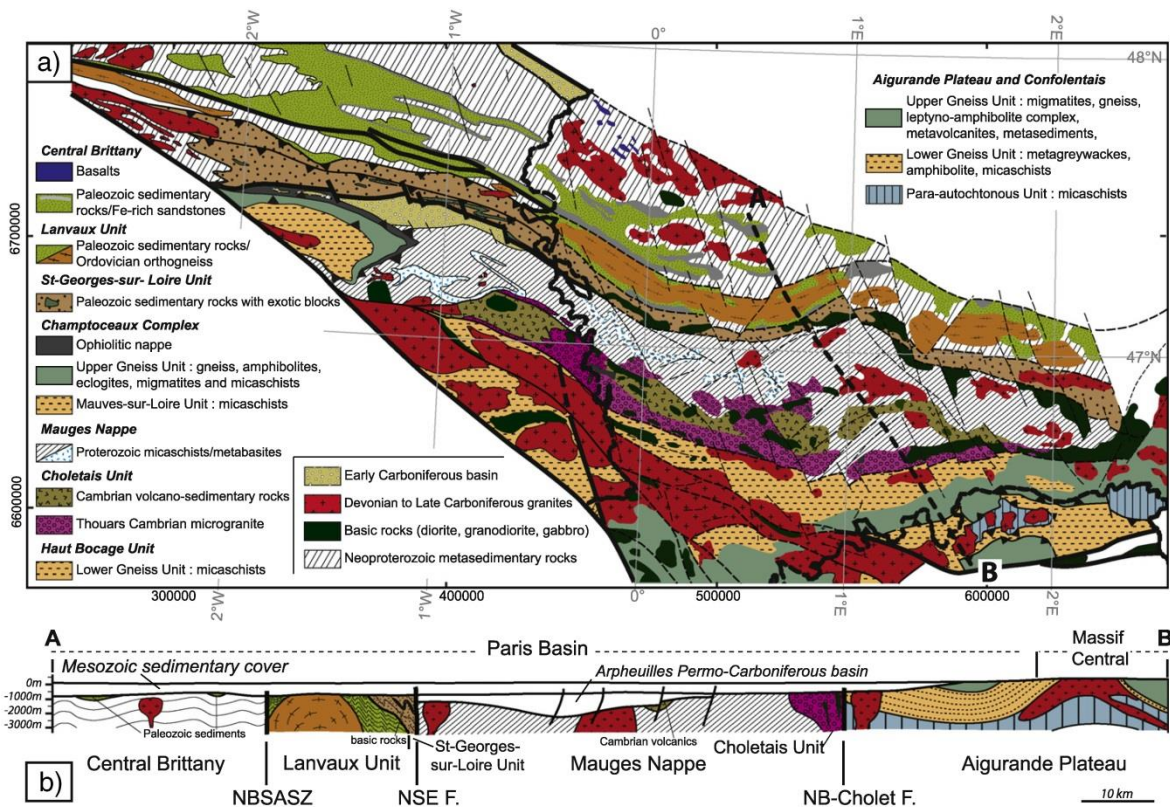 a)
2°W
1°W
0°
1°E
2°E
48°N
47°N
6700000
6600000
Central Brittany
Basalts
Paleozoic sedimentary
rocks/Fe-rich sandstones
Lanvaux Unit
Paleozoic sedimentary rocks/
Ordovician orthogneiss
St-Georges-sur- Loire Unit
Paleozoic sedimentary rocks with exotic blocks
Champtoceaux Complex
Ophiolitic nappe
Upper Gneiss Unit : gneiss, amphibolites,
eclogites, migmatites and micaschists
Mauves-sur-Loire Unit : micaschists
Mauges Nappe
Proterozoic micaschists/metabasites
Choletais Unit
Cambrian volcano-sedimentary rocks
Thouars Cambrian microgranite
Haut Bocage Unit
Lower Gneiss Unit : micaschists
Aigurande Plateau and Confolentais
Upper Gneiss Unit : migmatites, gneiss,
leptyno-amphibolite complex,
metavolcanites, metasediments,
Lower Gneiss Unit : metagreywackes,
amphibolite, micaschists
Para-autochtonous Unit : micaschists
Early Carboniferous basin
Devonian to Late Carboniferous granites
Basic rocks (diorite, granodiorite, gabbro)
Neoproterozoic metasedimentary rocks
A
B
300000
2°W
400000
1°W
0°
500000
1°E
600000
2°E
A
Paris Basin
Massif
Central
B
Mesozoic sedimentary cover
Arpheuilles Permo-Carboniferous basin
0m
-1000m
-2000m
-3000m
Paleozoic sediments
basic rocks
St-Georges-
sur-Loire Unit
Cambrian volcanics
Choletais Unit
Central Brittany
Lanvaux Unit
Mauges Nappe
Aigurande Plateau
b)
NBSASZ
NSE F.
NB-Cholet F.
10 km